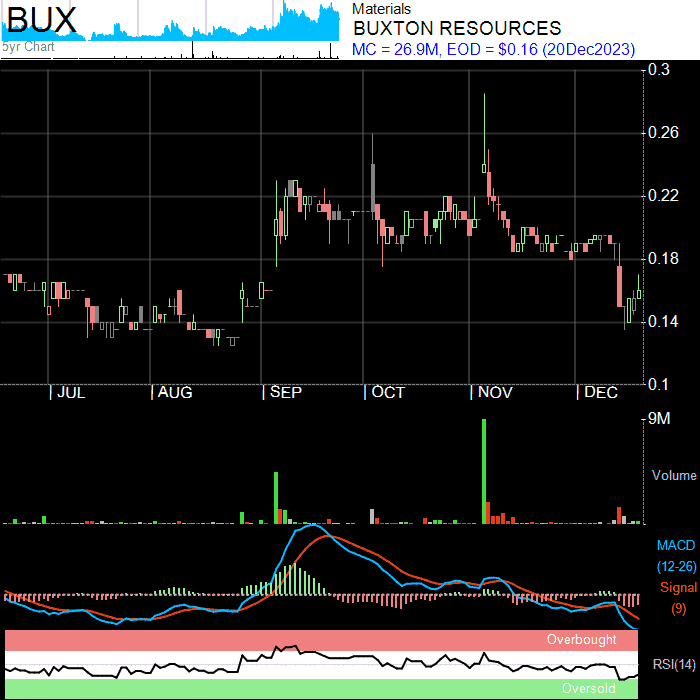 BUX
5yr Chart
Materials
BUXTON RESOURCES
MC = 26.9M, EOD = $0.16 (20Dec2023)
0.3
0.26
0.22
0.18
0.14
0.1
JUL AUG SEP OCT NOV DEC
9M
Volume
MACD
(12-26)
Signal
(9)
Overbought
RSI(14)
Oversold